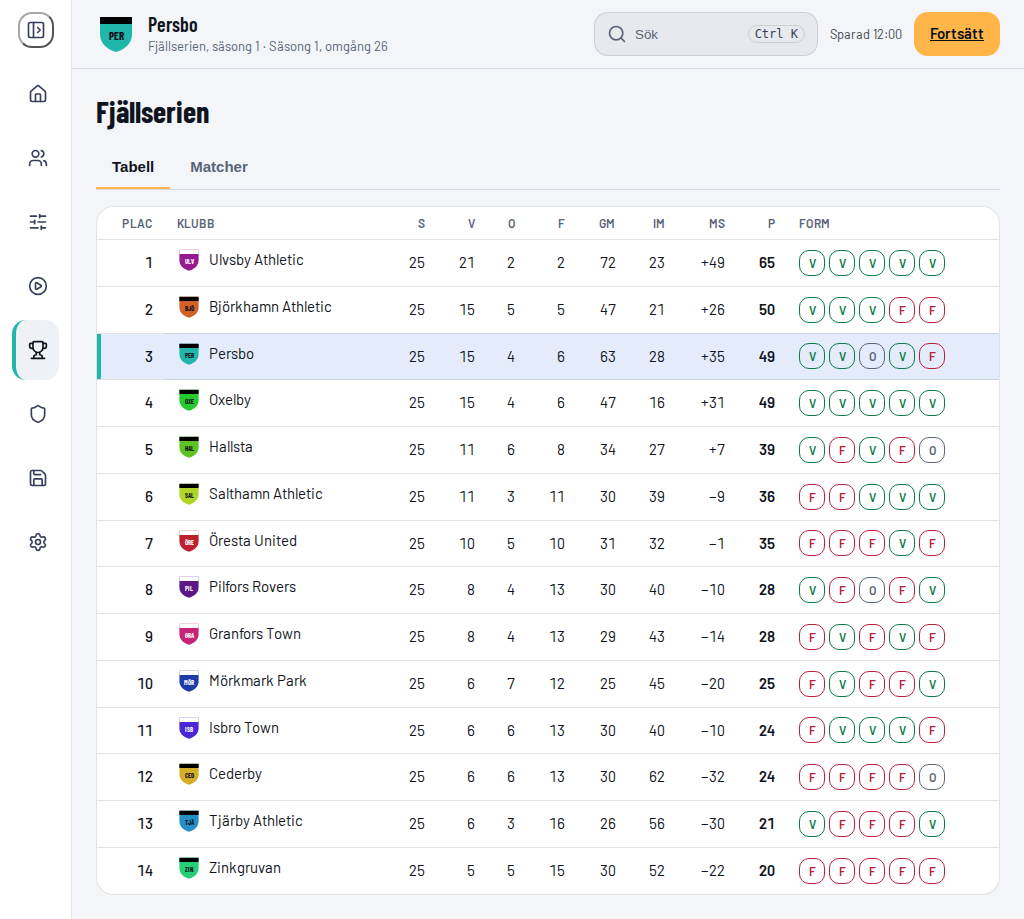 PER
Persbo
Fjällserien, säsong 1 · Säsong 1, omgång 26
Sök
Ctrl K
Sparad 12:00
Fortsätt
Fjällserien
Tabell
Matcher
PLAC KLUBB S V O F GM IM MS P FORM
1 ULV Ulvsby Athletic 25 21 2 2 72 23 +49 65 V V V V V
2 BJÖ Björkhamn Athletic 25 15 5 5 47 21 +26 50 V V V F F
3 PER Persbo 25 15 4 6 63 28 +35 49 V V O V F
4 OXE Oxelby 25 15 4 6 47 16 +31 49 V V V V V
5 HAL Hallsta 25 11 6 8 34 27 +7 39 V F V F O
6 SAL Salthamn Athletic 25 11 3 11 30 39 −9 36 F F V V V
7 ÖRE Öresta United 25 10 5 10 31 32 −1 35 F F F V F
8 PIL Pilfors Rovers 25 8 4 13 30 40 −10 28 V F O F V
9 GRA Granfors Town 25 8 4 13 29 43 −14 28 F V F V F
10 MÖR Mörkmark Park 25 6 7 12 25 45 −20 25 F V F F V
11 ISB Isbro Town 25 6 6 13 30 40 −10 24 F V V V F
12 CED Cederby 25 6 6 13 30 62 −32 24 F F F F O
13 TJÄ Tjärby Athletic 25 6 3 16 26 56 −30 21 V F F F V
14 ZIN Zinkgruvan 25 5 5 15 30 52 −22 20 F F F F F